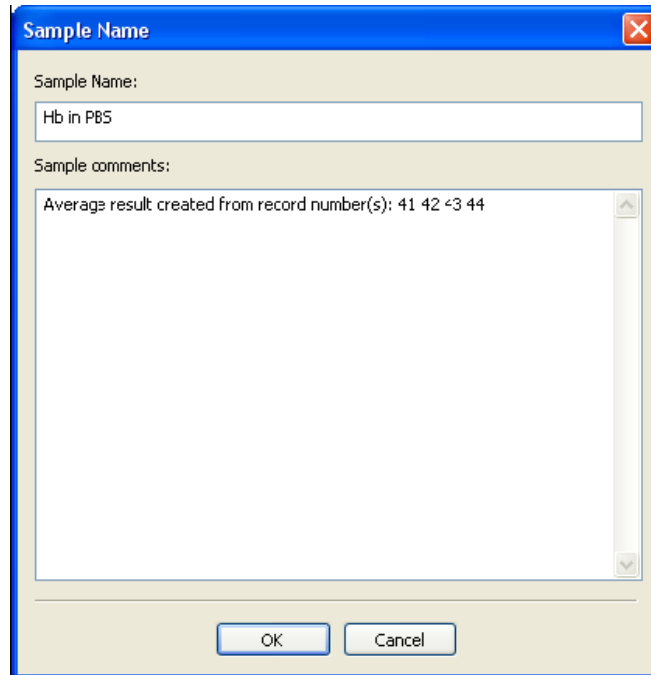 Sample Name
Sample Name:
Hb in PBS
Sample comments:
Average result created from record number(s): 41 42 43 44
OK
Cancel